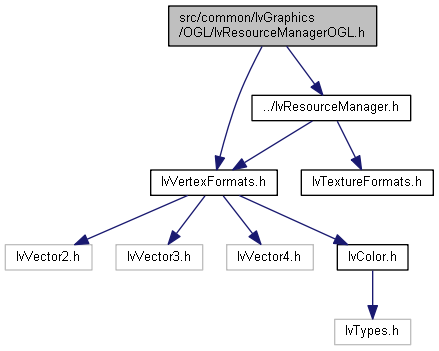 src/common/lvGraphics
/OGL/lvResourceManagerOGL.h
../lvResourceManager.h
lvVertexFormats.h
lvTextureFormats.h
lvVector2.h
lvVector3.h
lvVector4.h
lvColor.h
lvTypes.h